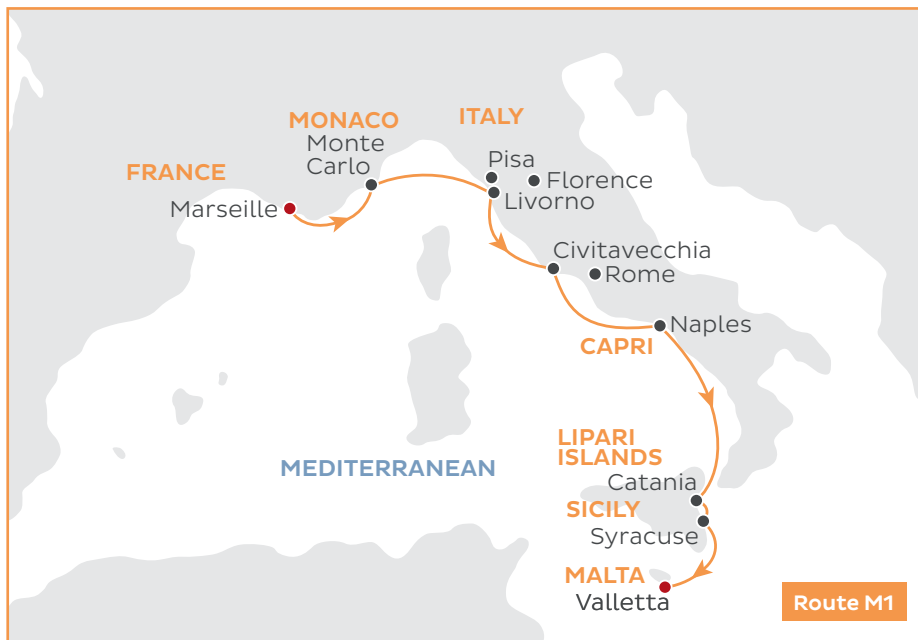 MONACO
Monte
Carlo
ITALY
Pisa
Florence
Livorno
FRANCE
Marseille
Civitavecchia
Rome
Naples
CAPRI
LIPARI
ISLANDS
MEDITERRANEAN
Catania
SICILY
Syracuse
MALTA
Valletta
Route M1